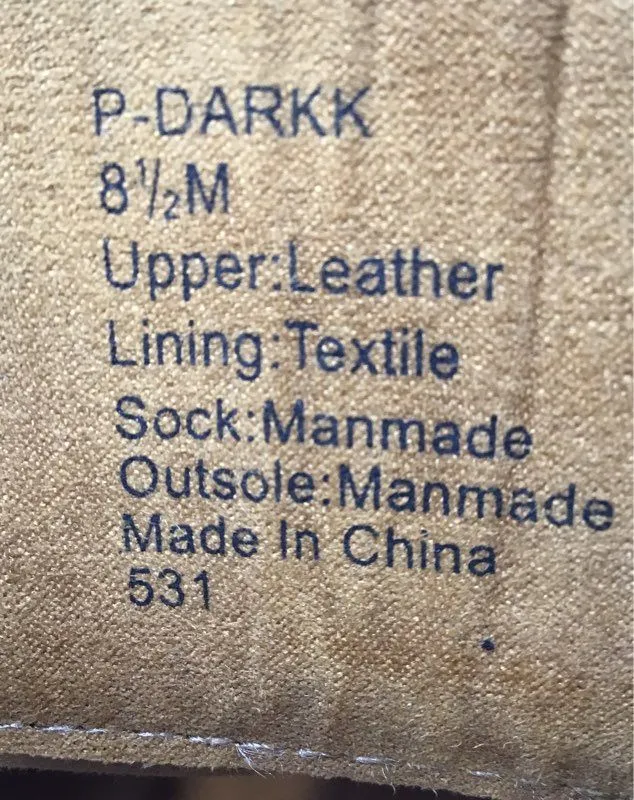 P-DARKK
8½M
Upper:Leather
Lining:Textile
Sock:Manmade
Outsole:Manmade
Made In China
531